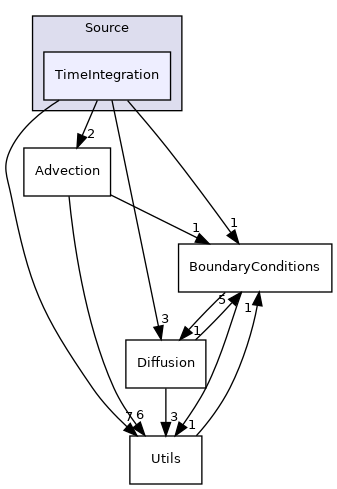 Source
TimeIntegration
2
Advection
1
1
BoundaryConditions
5
1
3
1
Diffusion
7
6
3
1
Utils